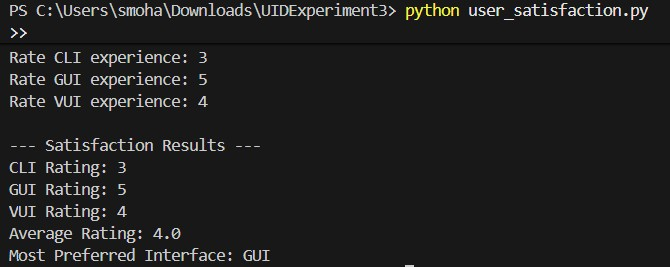 PS C:\Users\smoha\Downloads\UIDExperiment3> python user_satisfaction.py
>>
Rate CLI experience: 3
Rate GUI experience: 5
Rate VUI experience: 4
--- Satisfaction Results ---
CLI Rating: 3
GUI Rating: 5
VUI Rating: 4
Average Rating: 4.0
Most Preferred Interface: GUI